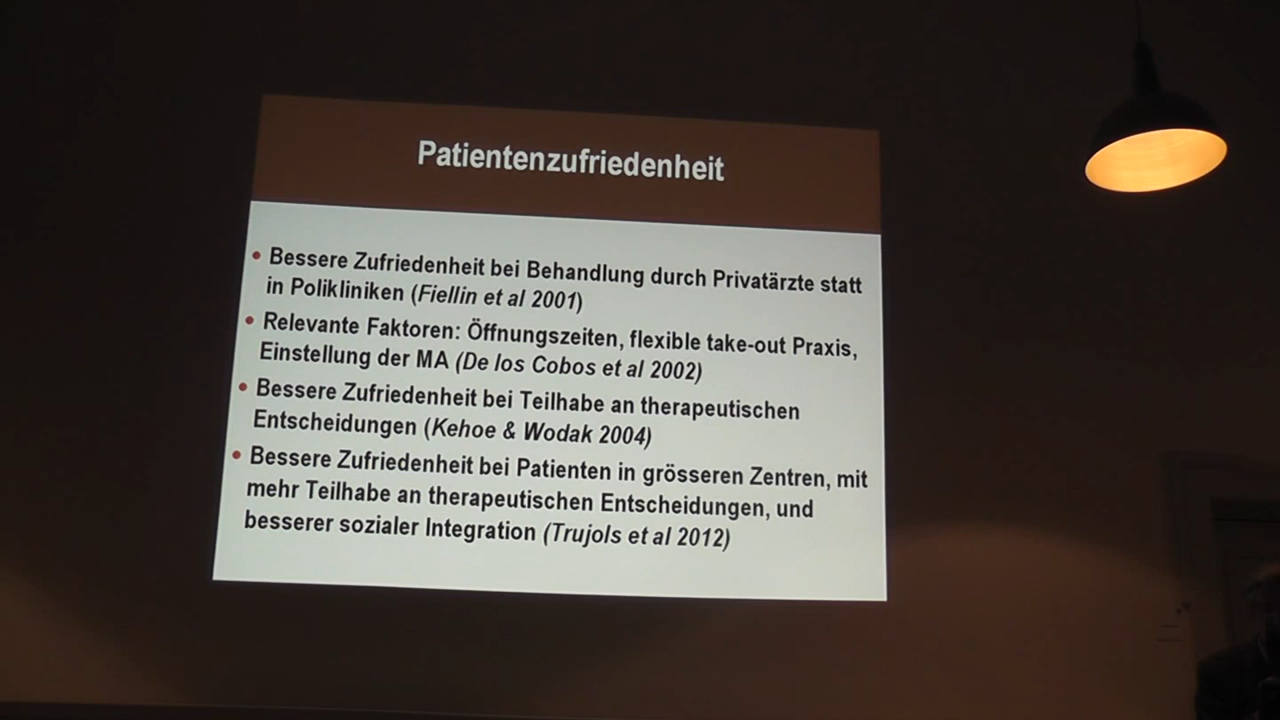 Patientenzufriedenheit
• Bessere Zufriedenheit bei Behandlung durch Privatärzte statt
in Polikliniken (Fiellin et al 2001)
• Relevante Faktoren: Öffnungszeiten, flexible take-out Praxis,
Einstellung der MA (De los Cobos et al 2002)
• Bessere Zufriedenheit bei Teilhabe an therapeutischen
Entscheidungen (Kehoe & Wodak 2004)
• Bessere Zufriedenheit bei Patienten in grösseren Zentren, mit
mehr Teilhabe an therapeutischen Entscheidungen, und
besserer sozialer Integration (Trujols et al 2012)